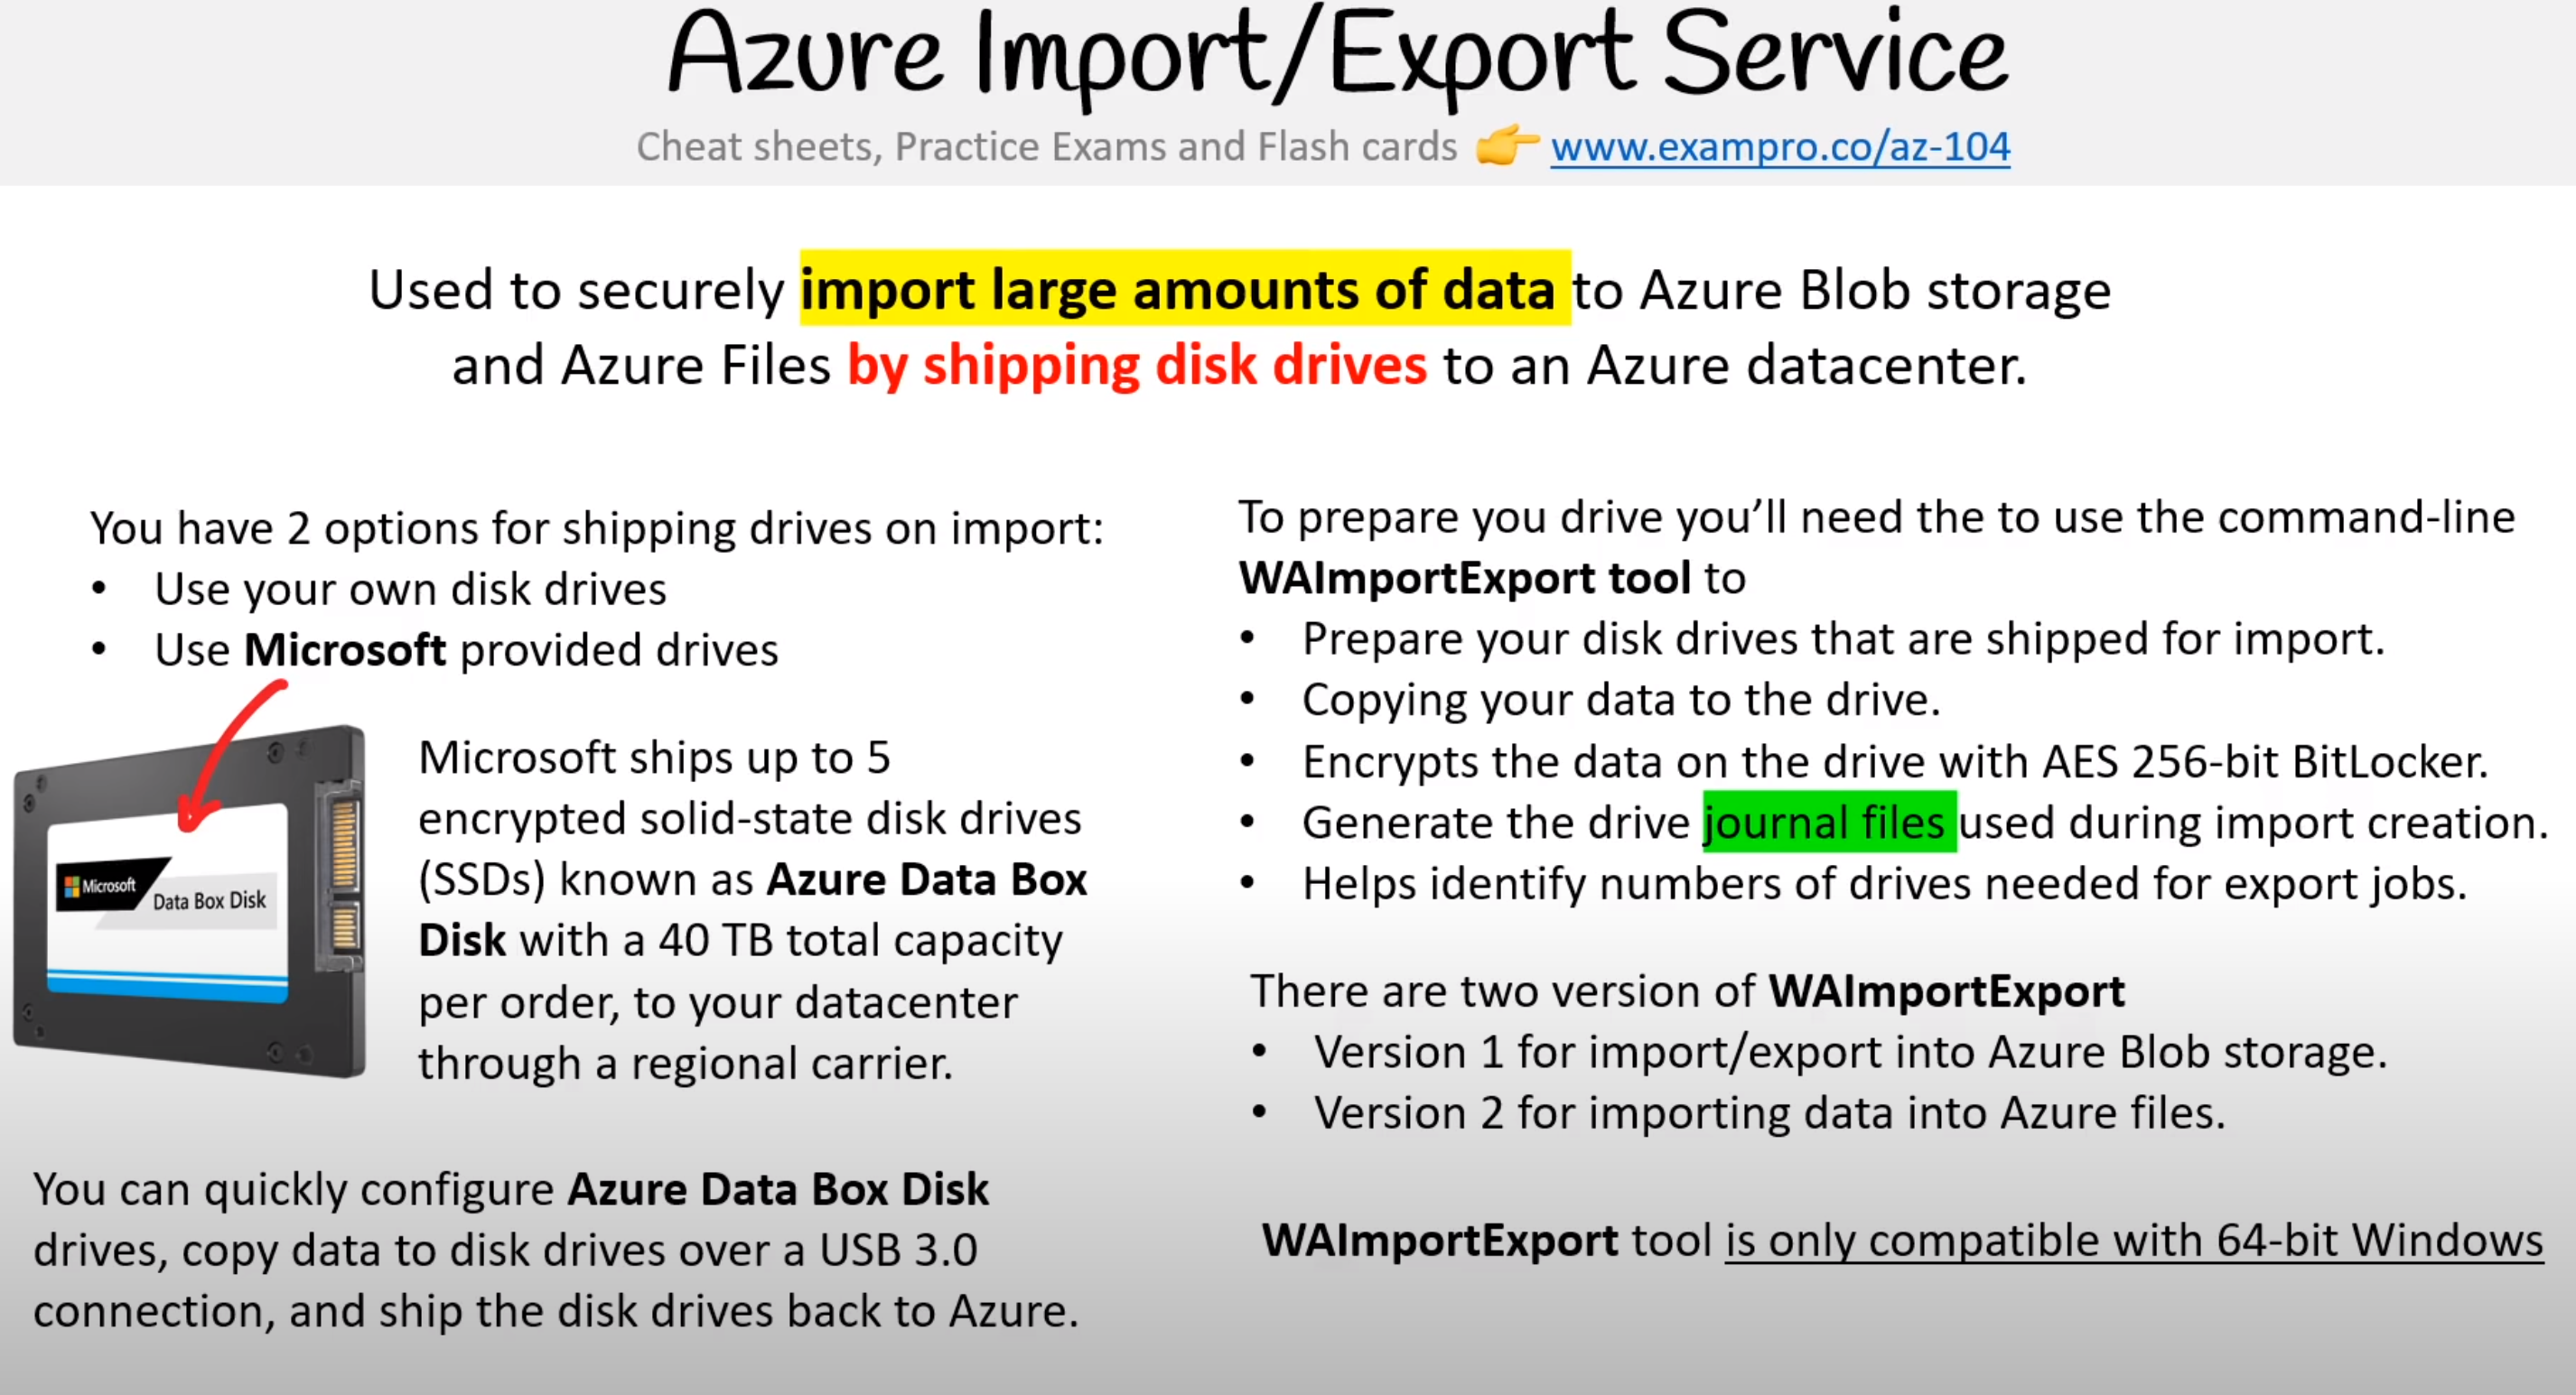 Azure Import/Export Service
Cheat sheets, Practice Exams and Flash cards 👉 www.exampro.co/az-104
Used to securely import large amounts of data to Azure Blob storage
and Azure Files by shipping disk drives to an Azure datacenter.
You have 2 options for shipping drives on import:
• Use your own disk drives
• Use Microsoft provided drives
Microsoft
Data Box Disk
Microsoft ships up to 5
encrypted solid-state disk drives
(SSDs) known as Azure Data Box
Disk with a 40 TB total capacity
per order, to your datacenter
through a regional carrier.
You can quickly configure Azure Data Box Disk
drives, copy data to disk drives over a USB 3.0
connection, and ship the disk drives back to Azure.
To prepare you drive you’ll need the to use the command-line
WAImportExport tool to
• Prepare your disk drives that are shipped for import.
• Copying your data to the drive.
• Encrypts the data on the drive with AES 256-bit BitLocker.
• Generate the drive journal files used during import creation.
• Helps identify numbers of drives needed for export jobs.
There are two version of WAImportExport
• Version 1 for import/export into Azure Blob storage.
• Version 2 for importing data into Azure files.
WAImportExport tool is only compatible with 64-bit Windows